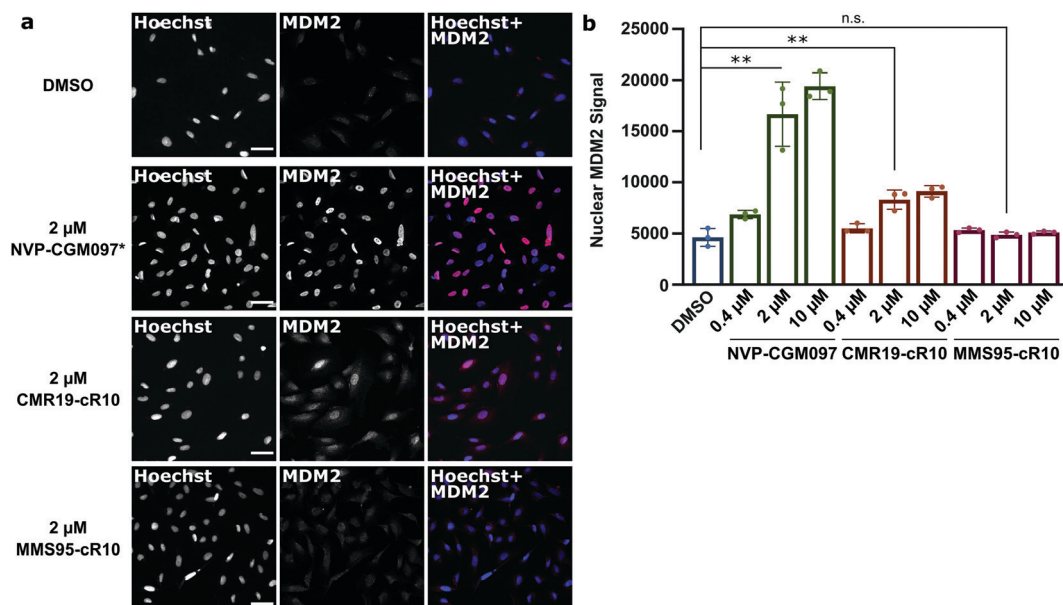 a
DMSO
Hoechst
MDM2
Hoechst+
MDM2
2 µM
NVP-CGM097*
Hoechst
MDM2
Hoechst+
MDM2
2 µM
CMR19-cR10
Hoechst
MDM2
Hoechst+
MDM2
2 µM
MMS95-cR10
Hoechst
MDM2
Hoechst+
MDM2
b
n.s.
**
**
Nuclear MDM2 Signal
25000
20000
15000
10000
5000
0
DMSO
0.4 µM
2 µM
10 µM
0.4 µM
2 µM
10 µM
0.4 µM
2 µM
10 µM
NVP-CGM097
CMR19-cR10
MMS95-cR10